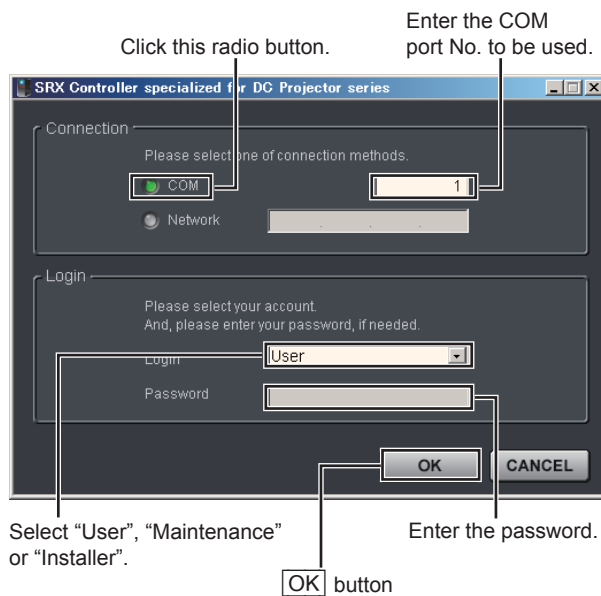 Enter the COM
port No. to be used.
Click this radio button.
SRX Controller specialized for DC Projector series
Connection
Please select one of connection methods.
COM
1
Network
. . .
Login
Please select your account.
And, please enter your password, if needed.
Login
User
Password
OK
CANCEL
Select “User”, “Maintenance”
or “Installer”.
Enter the password.
OK button